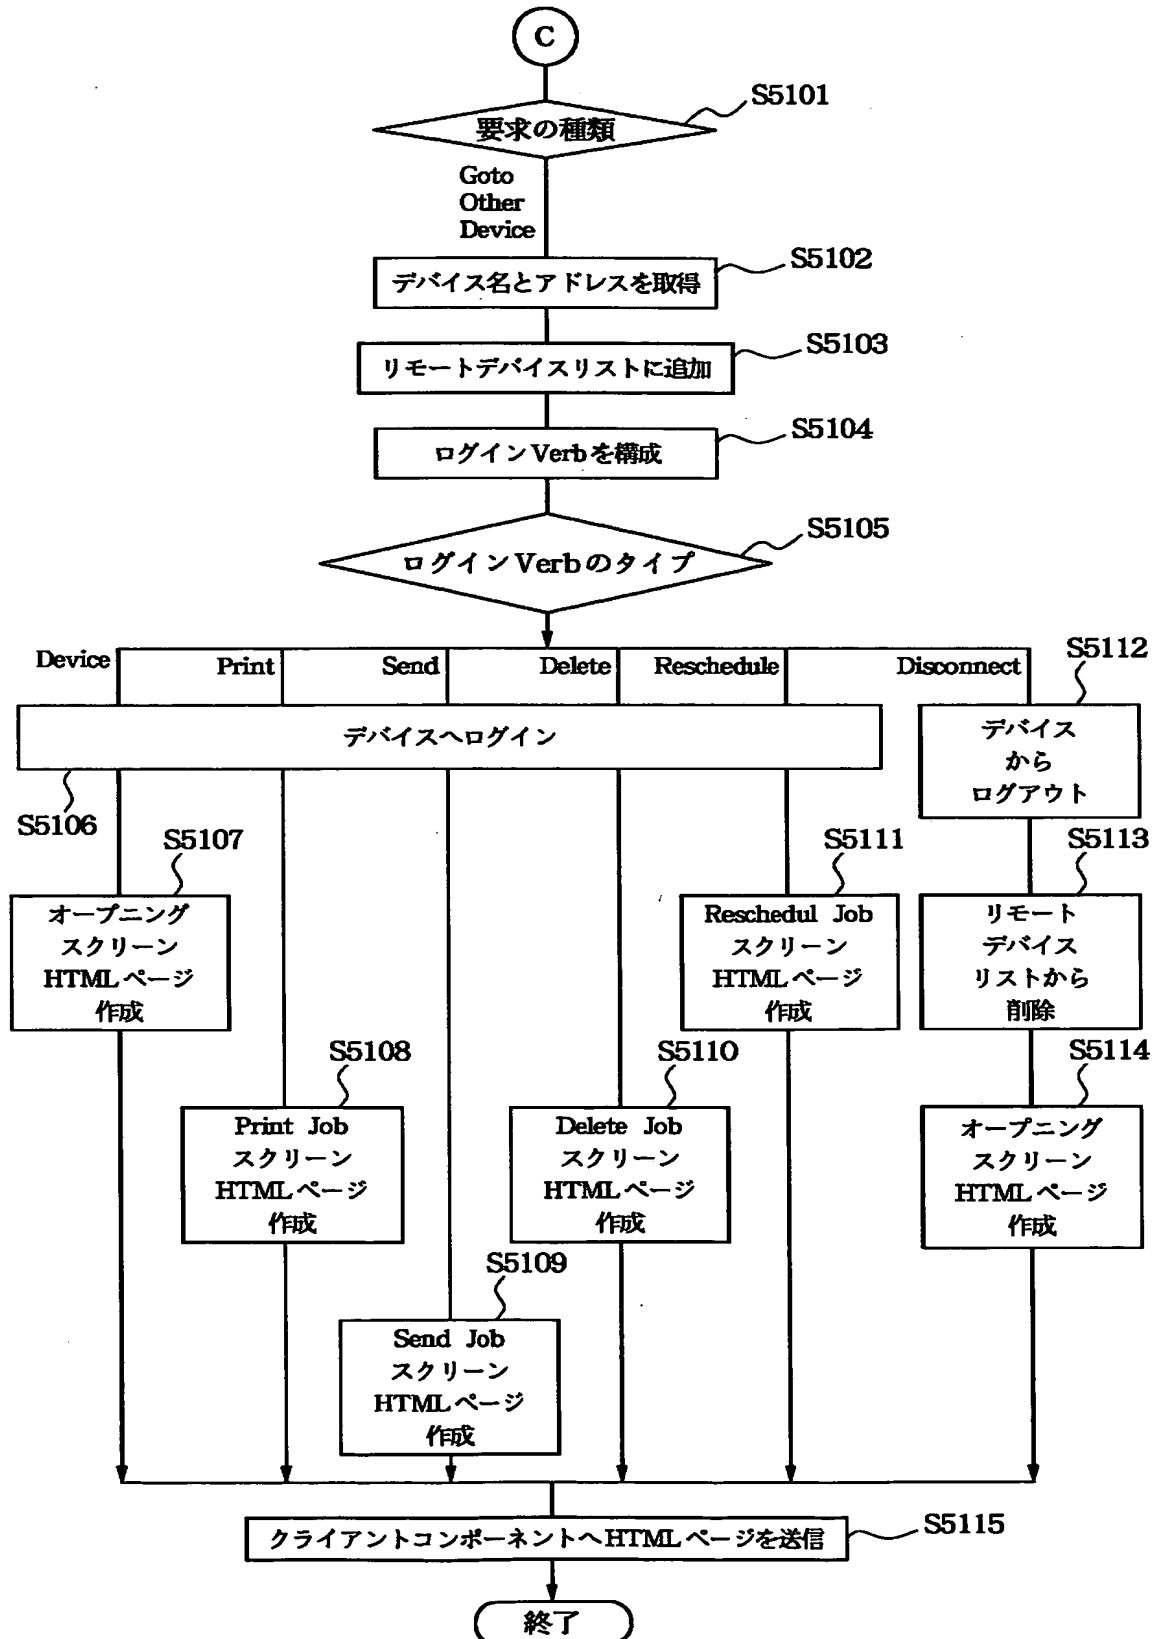 C
S5101
要求の種類
Goto
Other
Device
S5102
デバイス名とアドレスを取得
S5103
リモートデバイスリストに追加
S5104
ログインVerbを構成
S5105
ログインVerbのタイプ
Device
Print
Send
Delete
Reschedule
Disconnect
S5112
デバイスへログイン
デバイス
から
ログアウト
S5106
S5107
オープニング
スクリーン
HTMLページ
作成
S5111
Reschedul Job
スクリーン
HTMLページ
作成
S5113
リモート
デバイス
リストから
削除
S5108
Print Job
スクリーン
HTMLページ
作成
S5110
Delete Job
スクリーン
HTMLページ
作成
S5114
オープニング
スクリーン
HTMLページ
作成
S5109
Send Job
スクリーン
HTMLページ
作成
クライアントコンポーネントへHTMLページを送信
S5115
終了